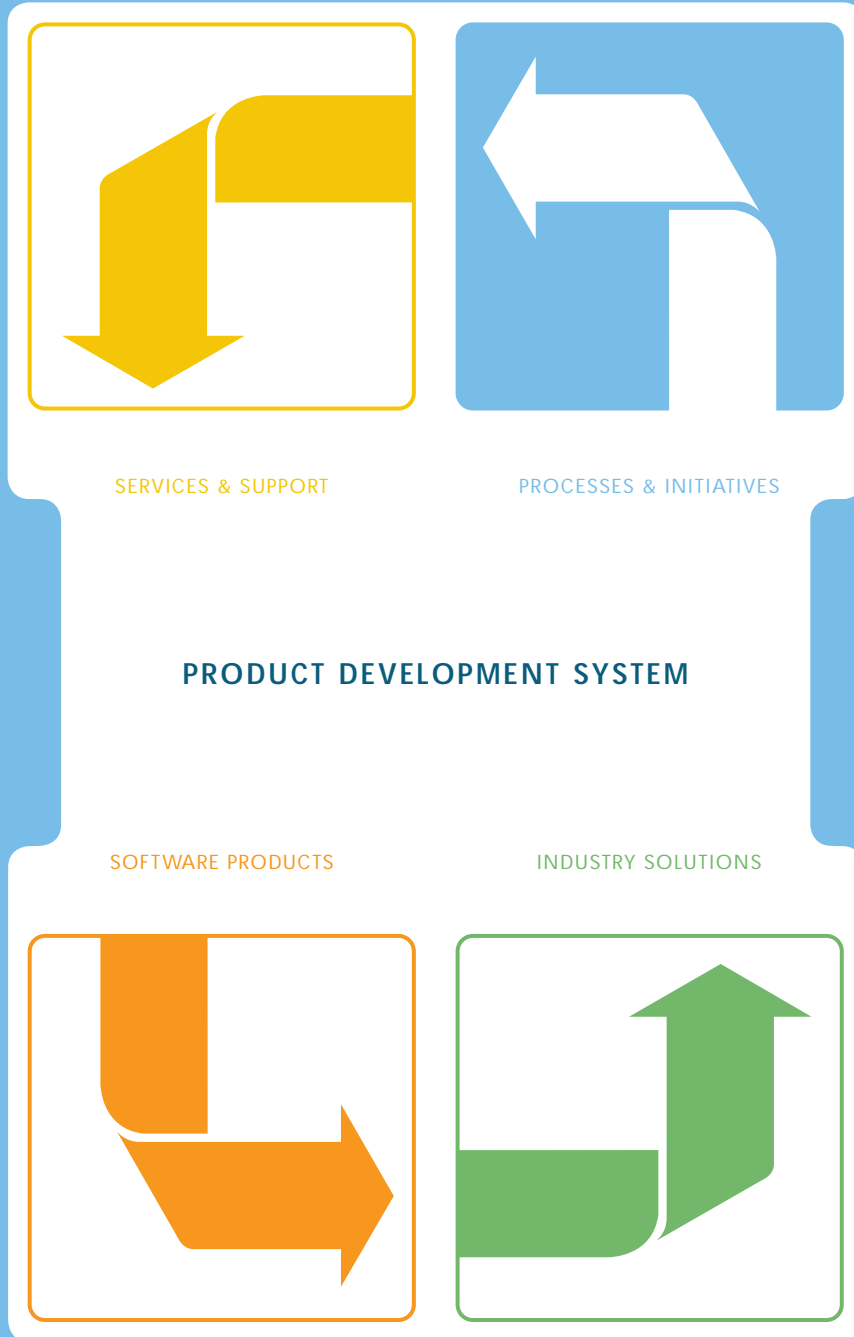 SERVICES & SUPPORT
PROCESSES & INITIATIVES
PRODUCT DEVELOPMENT SYSTEM
SOFTWARE PRODUCTS
INDUSTRY SOLUTIONS